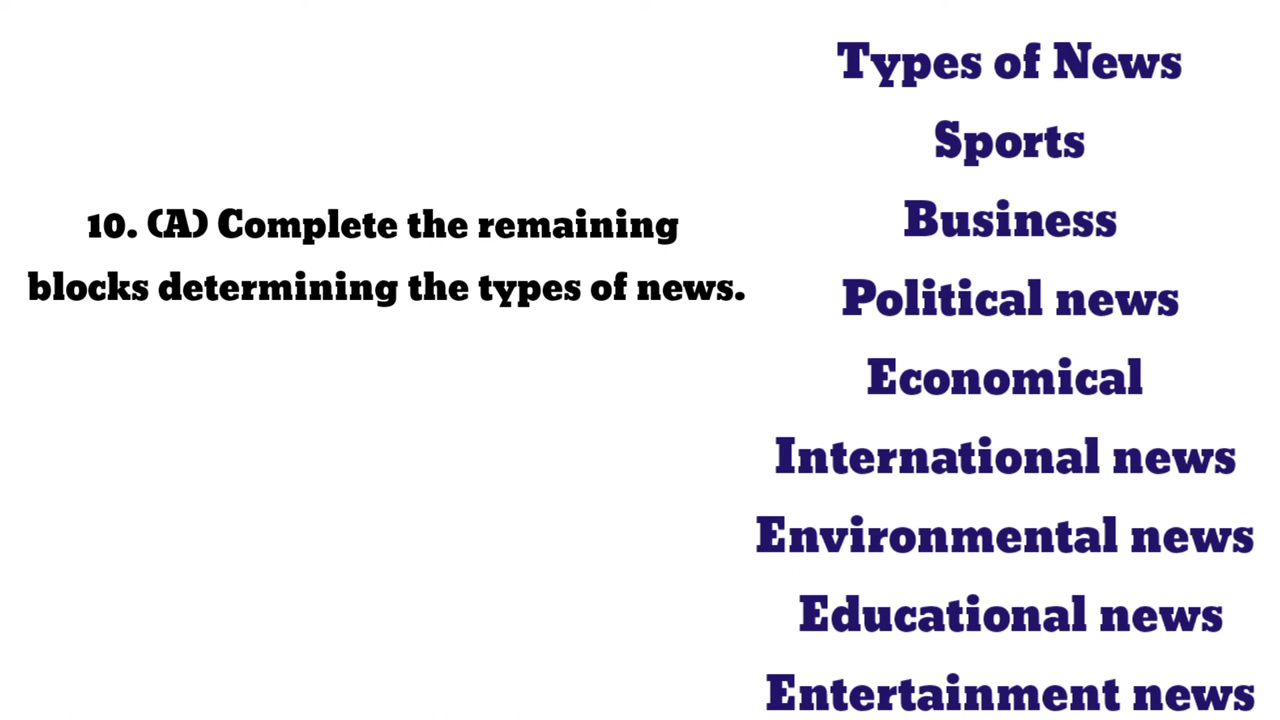 10. (A) Complete the remaining
blocks determining the types of news.
Types of News
Sports
Business
Political news
Economical
International news
Environmental news
Educational news
Entertainment news